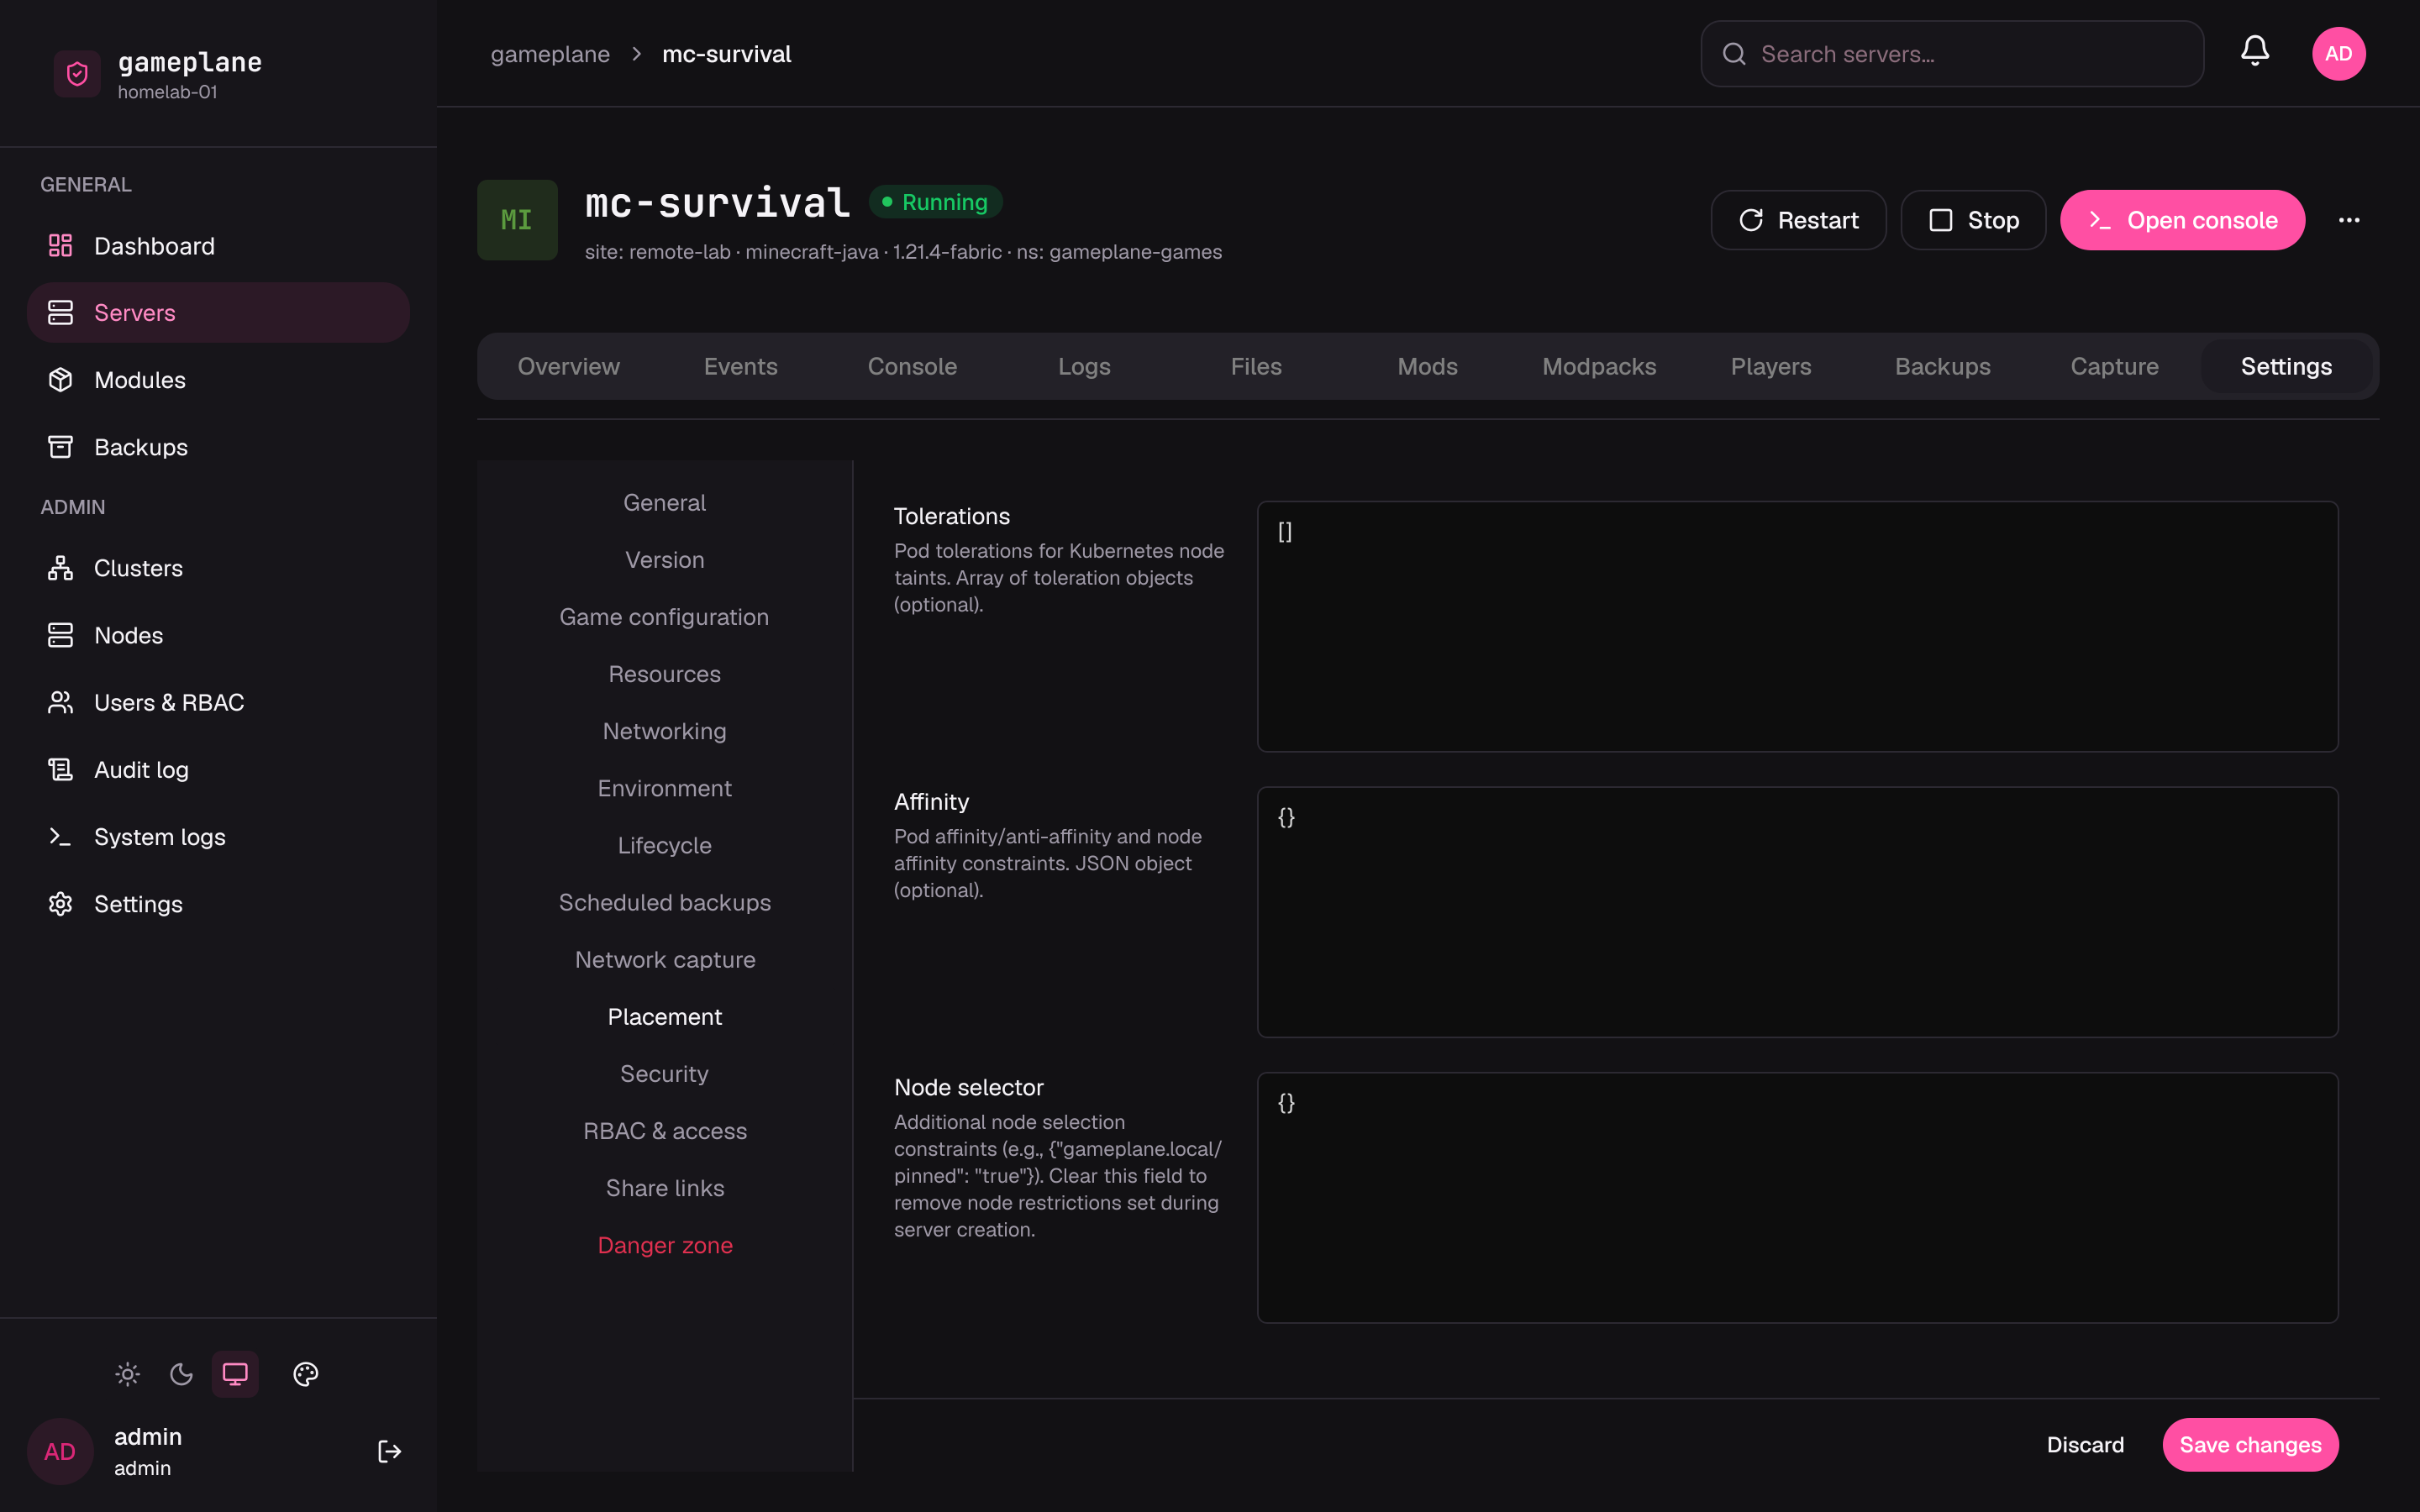 gameplane
homelab-01
GENERAL
Dashboard
Servers
Modules
Backups
ADMIN
Clusters
Nodes
Users & RBAC
Audit log
System logs
Settings
AD
admin
admin
gameplane
mc-survival
Search servers...
AD
MI
mc-survival
Running
site: remote-lab · minecraft-java · 1.21.4-fabric · ns: gameplane-games
Restart
Stop
Open console
Overview
Events
Console
Logs
Files
Mods
Modpacks
Players
Backups
Capture
Settings
General
Version
Game configuration
Resources
Networking
Environment
Lifecycle
Scheduled backups
Network capture
Placement
Security
RBAC & access
Share links
Danger zone
Tolerations
Pod tolerations for Kubernetes node
taints. Array of toleration objects
(optional).
[]
Affinity
Pod affinity/anti-affinity and node
affinity constraints. JSON object
(optional).
{}
Node selector
Additional node selection
constraints (e.g., {"gameplane.local/
pinned": "true"}). Clear this field to
remove node restrictions set during
server creation.
{}
Discard
Save changes